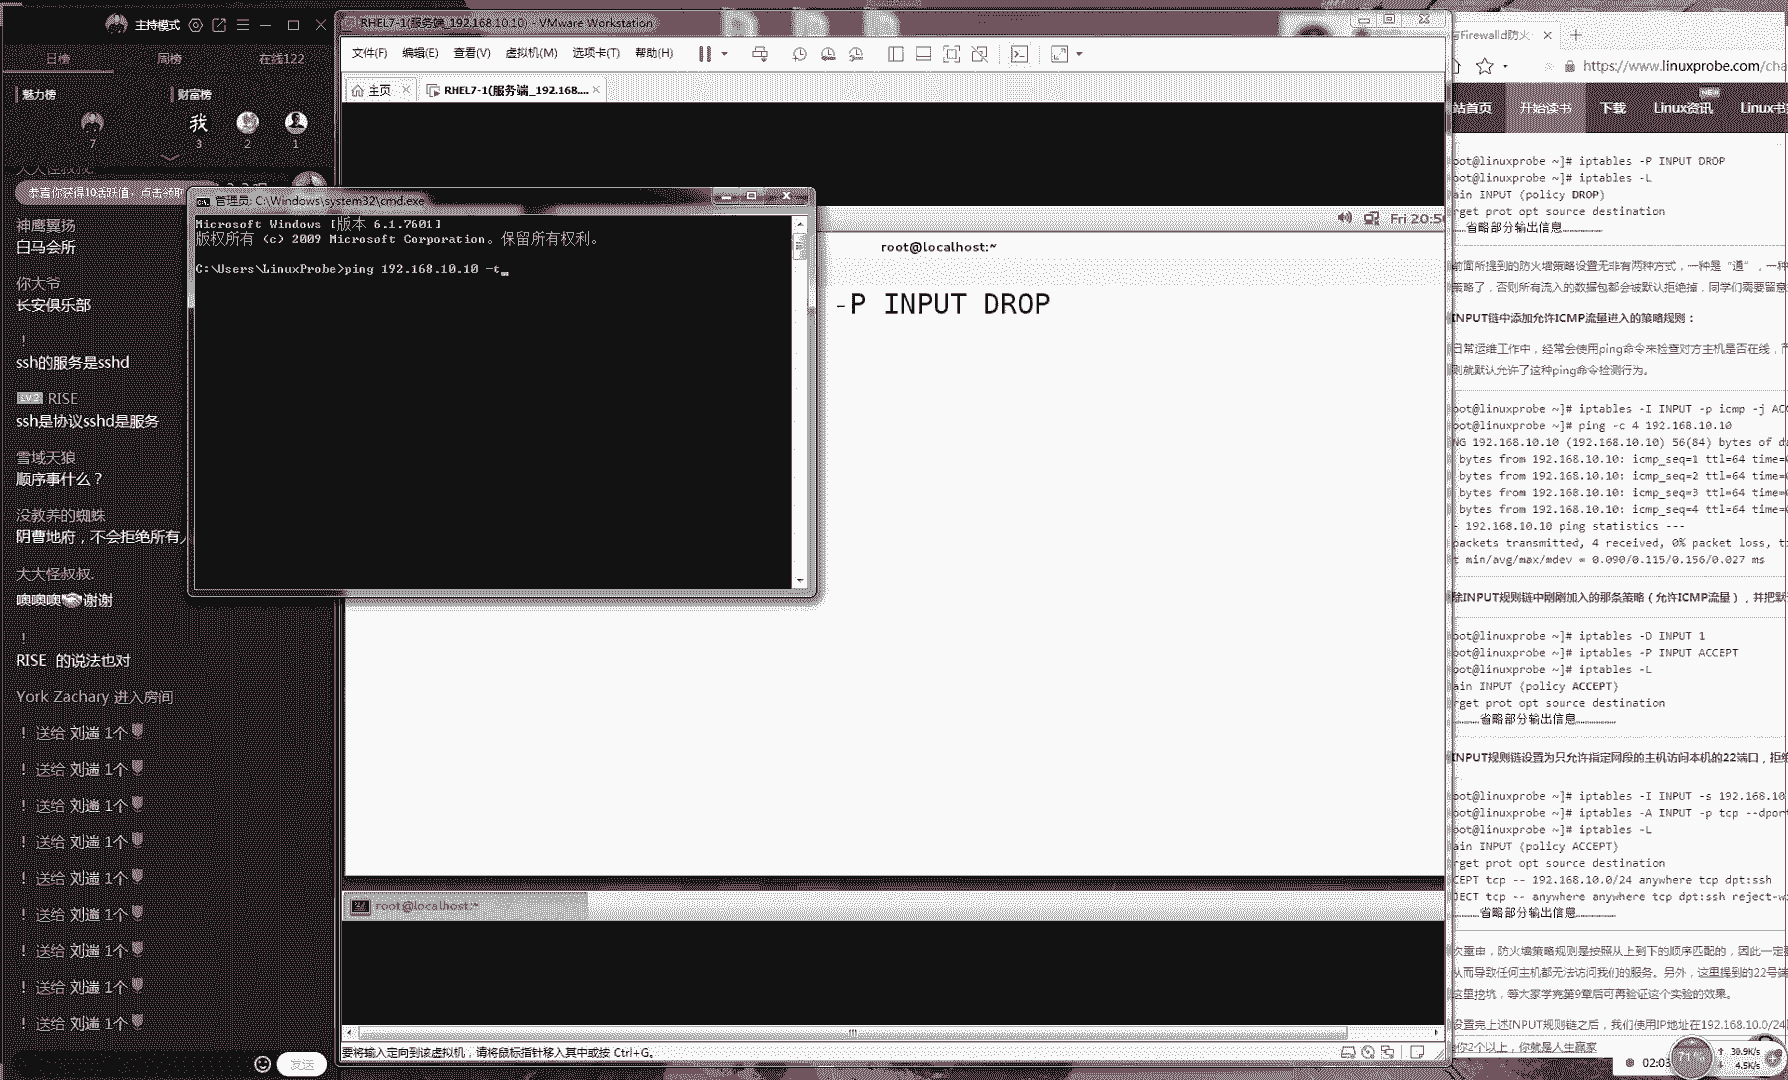 主持模式
日榜 周榜 在线122
魅力榜 财富榜
我
7 3 2 1
恭喜你获得10活跃值，点击领取
神鹰翼扬
白马会所
你大爷
长安俱乐部
！
ssh的服务是sshd
LV.2 RISE
ssh是协议sshd是服务
雪域天狼
顺序事什么？
没教养的蜘蛛
阴曹地府，不会拒绝所有
大大怪叔叔.
噢噢噢🤝谢谢
！
RISE 的说法也对
York Zachary 进入房间
！ 送给 刘遄 1个
！ 送给 刘遄 1个
！ 送给 刘遄 1个
！ 送给 刘遄 1个
！ 送给 刘遄 1个
！ 送给 刘遄 1个
！ 送给 刘遄 1个
！ 送给 刘遄 1个
！ 送给 刘遄 1个
发送
RHEL7-1(服务端_192.168.10.10) - VMware Workstation
文件(F) 编辑(E) 查看(V) 虚拟机(M) 选项卡(T) 帮助(H)
主页 RHEL7-1(服务端_192.168....
Fri 20:5
root@localhost:~
-P INPUT DROP
管理员: C:\Windows\system32\cmd.exe
Microsoft Windows [版本 6.1.7601]
版权所有 (c) 2009 Microsoft Corporation。保留所有权利。
C:\Users\LinuxProbe>ping 192.168.10.10 -t_
root@localhost:~
要将输入定向到该虚拟机，请将鼠标指针移入其中或按 Ctrl+G。
与Firewalld防火
https://www.linuxprobe.com/cha
站首页 开始读书 下载 Linux资讯 NEW Linux书
oot@linuxprobe ~]# iptables -P INPUT DROP
oot@linuxprobe ~]# iptables -L
ain INPUT (policy DROP)
rget prot opt source destination
……省略部分输出信息………………
前面所提到的防火墙策略设置无非有两种方式，一种是“通”，一种
策略了，否则所有流入的数据包都会被默认拒绝掉，同学们需要留意
INPUT链中添加允许ICMP流量进入的策略规则：
日常运维工作中，经常会使用ping命令来检查对方主机是否在线，而
则就默认允许了这种ping命令检测行为。
oot@linuxprobe ~]# iptables -I INPUT -p icmp -j AC
oot@linuxprobe ~]# ping -c 4 192.168.10.10
NG 192.168.10.10 (192.168.10.10) 56(84) bytes of d
bytes from 192.168.10.10: icmp_seq=1 ttl=64 time=
bytes from 192.168.10.10: icmp_seq=2 ttl=64 time=
bytes from 192.168.10.10: icmp_seq=3 ttl=64 time=
bytes from 192.168.10.10: icmp_seq=4 ttl=64 time=
- 192.168.10.10 ping statistics ---
packets transmitted, 4 received, 0% packet loss, t
t min/avg/max/mdev = 0.090/0.115/0.156/0.027 ms
除INPUT规则链中刚刚加入的那条策略（允许ICMP流量），并把默
oot@linuxprobe ~]# iptables -D INPUT 1
oot@linuxprobe ~]# iptables -P INPUT ACCEPT
oot@linuxprobe ~]# iptables -L
ain INPUT (policy ACCEPT)
rget prot opt source destination
………省略部分输出信息………………
INPUT规则链设置为只允许指定网段的主机访问本机的22端口，拒绝
oot@linuxprobe ~]# iptables -I INPUT -s 192.168.10
oot@linuxprobe ~]# iptables -A INPUT -p tcp --dport
oot@linuxprobe ~]# iptables -L
ain INPUT (policy ACCEPT)
rget prot opt source destination
CEPT tcp -- 192.168.10.0/24 anywhere tcp dpt:ssh
JECT tcp -- anywhere anywhere tcp dpt:ssh reject-w
………省略部分输出信息………………
次重申，防火墙策略规则是按照从上到下的顺序匹配的，因此一定要
从而导致任何主机都无法访问我们的服务。另外，这里提到的22号端
这里挖坑，等大家学完第9章后可再验证这个实验的效果。
设置完上述INPUT规则链之后，我们使用IP地址在192.168.10.0/24
你2个以上，你就是人生赢家
02:03
71%
30.9K/s
4.5K/s